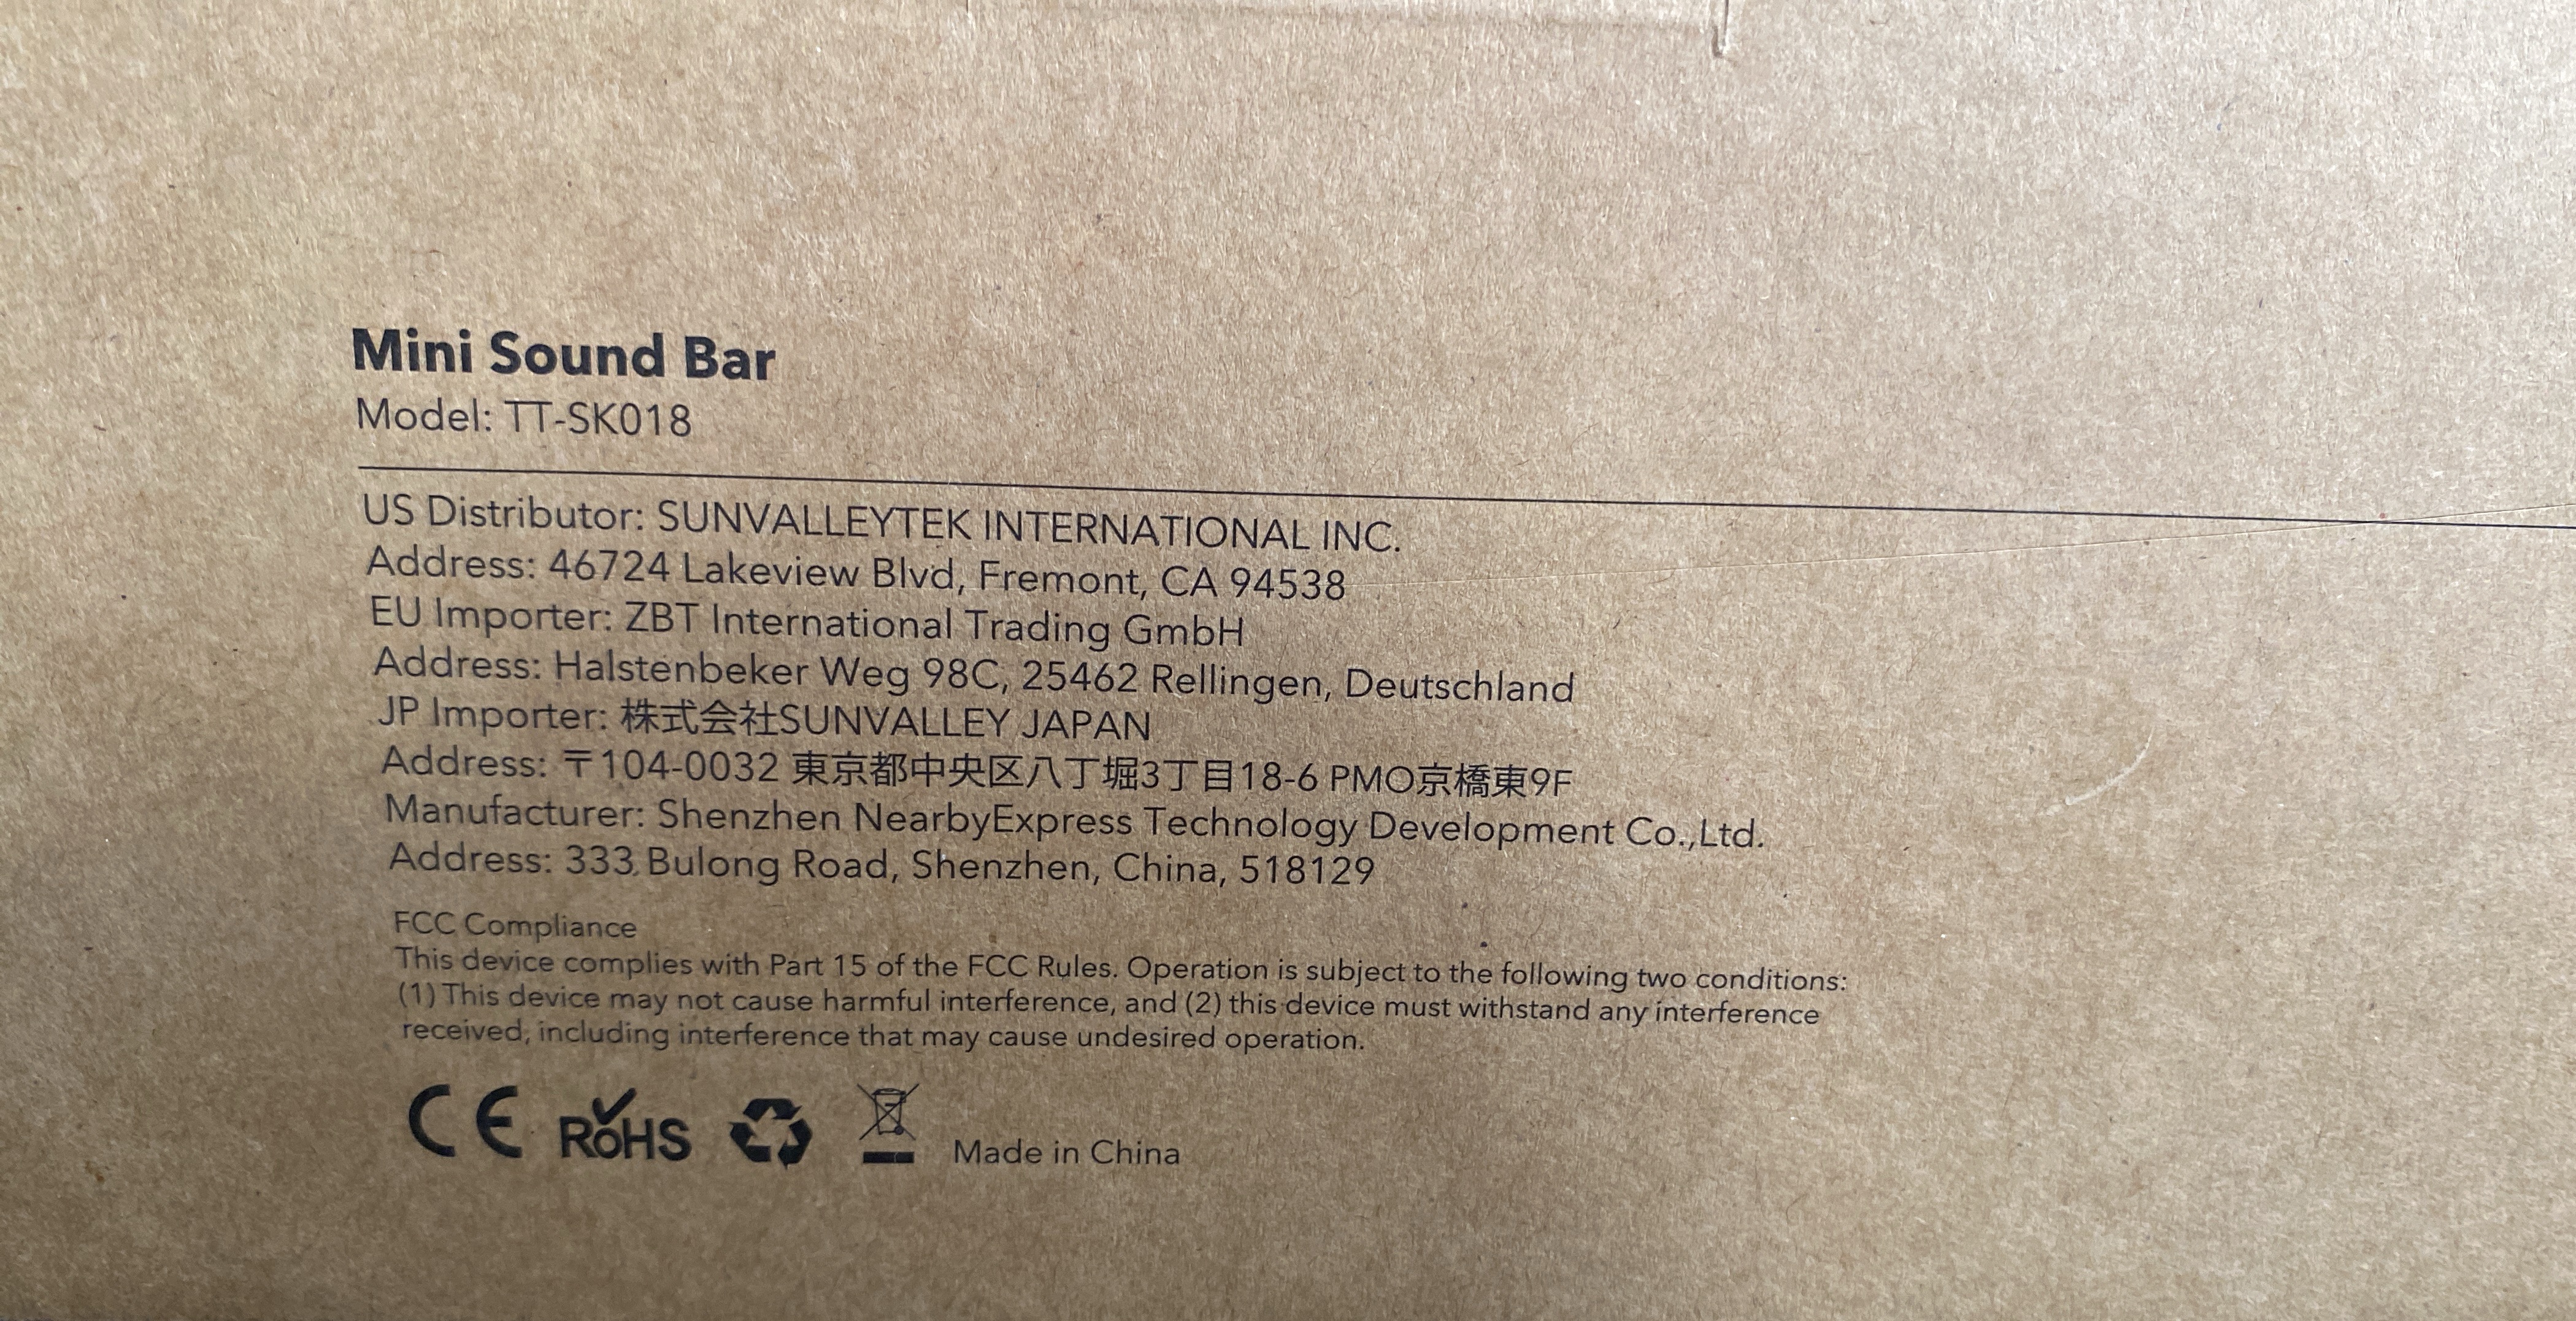 Mini Sound Bar
Model: TT-SK018
US Distributor: SUNVALLEYTEK INTERNATIONAL INC.
Address: 46724 Lakeview Blvd, Fremont, CA 94538
EU Importer: ZBT International Trading GmbH
Address: Halstenbeker Weg 98C, 25462 Rellingen, Deutschland
JP Importer: 株式会社SUNVALLEY JAPAN
Address: 〒104-0032 東京都中央区八丁堀3丁目18-6 PMO京橋東9F
Manufacturer: Shenzhen NearbyExpress Technology Development Co.,Ltd.
Address: 333 Bulong Road, Shenzhen, China, 518129
FCC Compliance
This device complies with Part 15 of the FCC Rules. Operation is subject to the following two conditions:
(1) This device may not cause harmful interference, and (2) this device must withstand any interference
received, including interference that may cause undesired operation.
CE RoHS Made in China